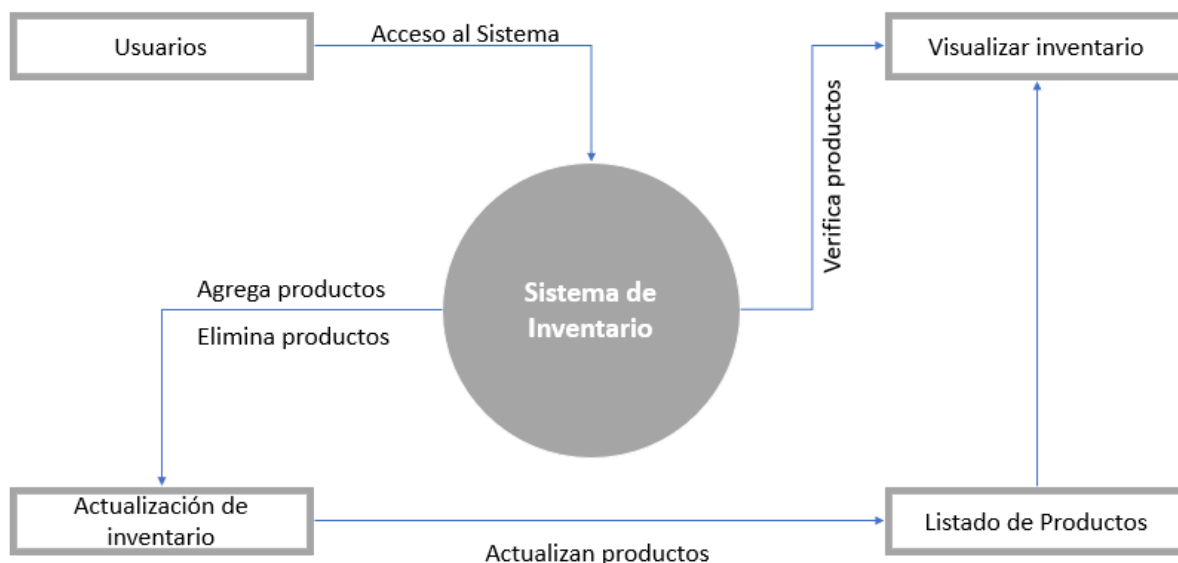 Usuarios
Acceso al Sistema
Visualizar inventario
Verifica productos
Sistema de
Inventario
Agrega productos
Elimina productos
Actualización de
inventario
Actualizan productos
Listado de Productos